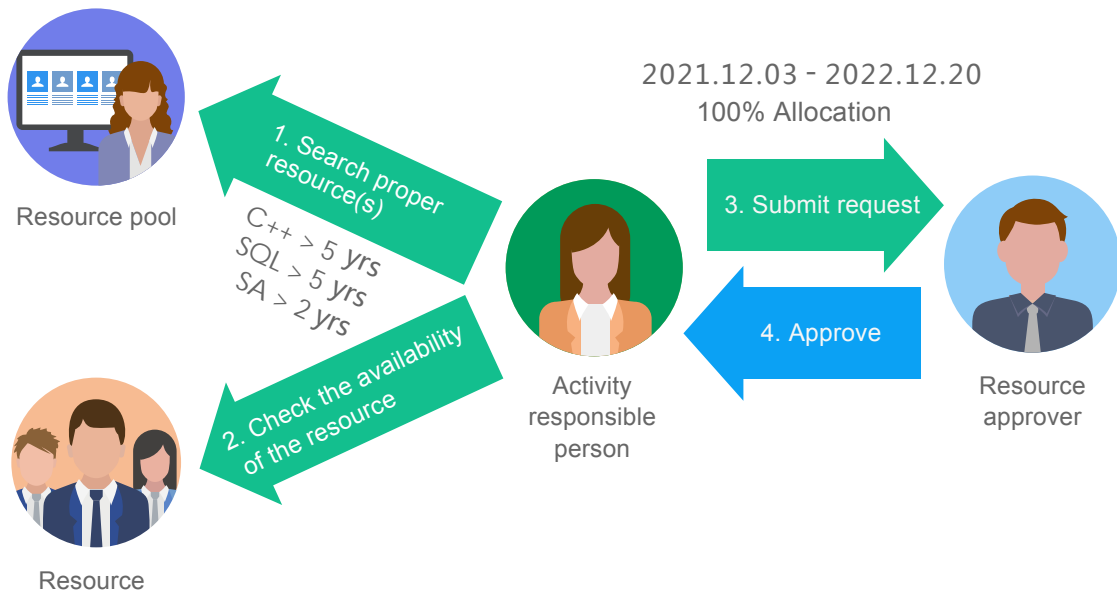 2021.12.03 - 2022.12.20
100% Allocation
1. Search proper
resource(s)
Resource pool
C++ > 5 yrs
SQL > 5 yrs
SA > 2 yrs
3. Submit request
4. Approve
2. Check the availability
of the resource
Activity
responsible
person
Resource
approver
Resource